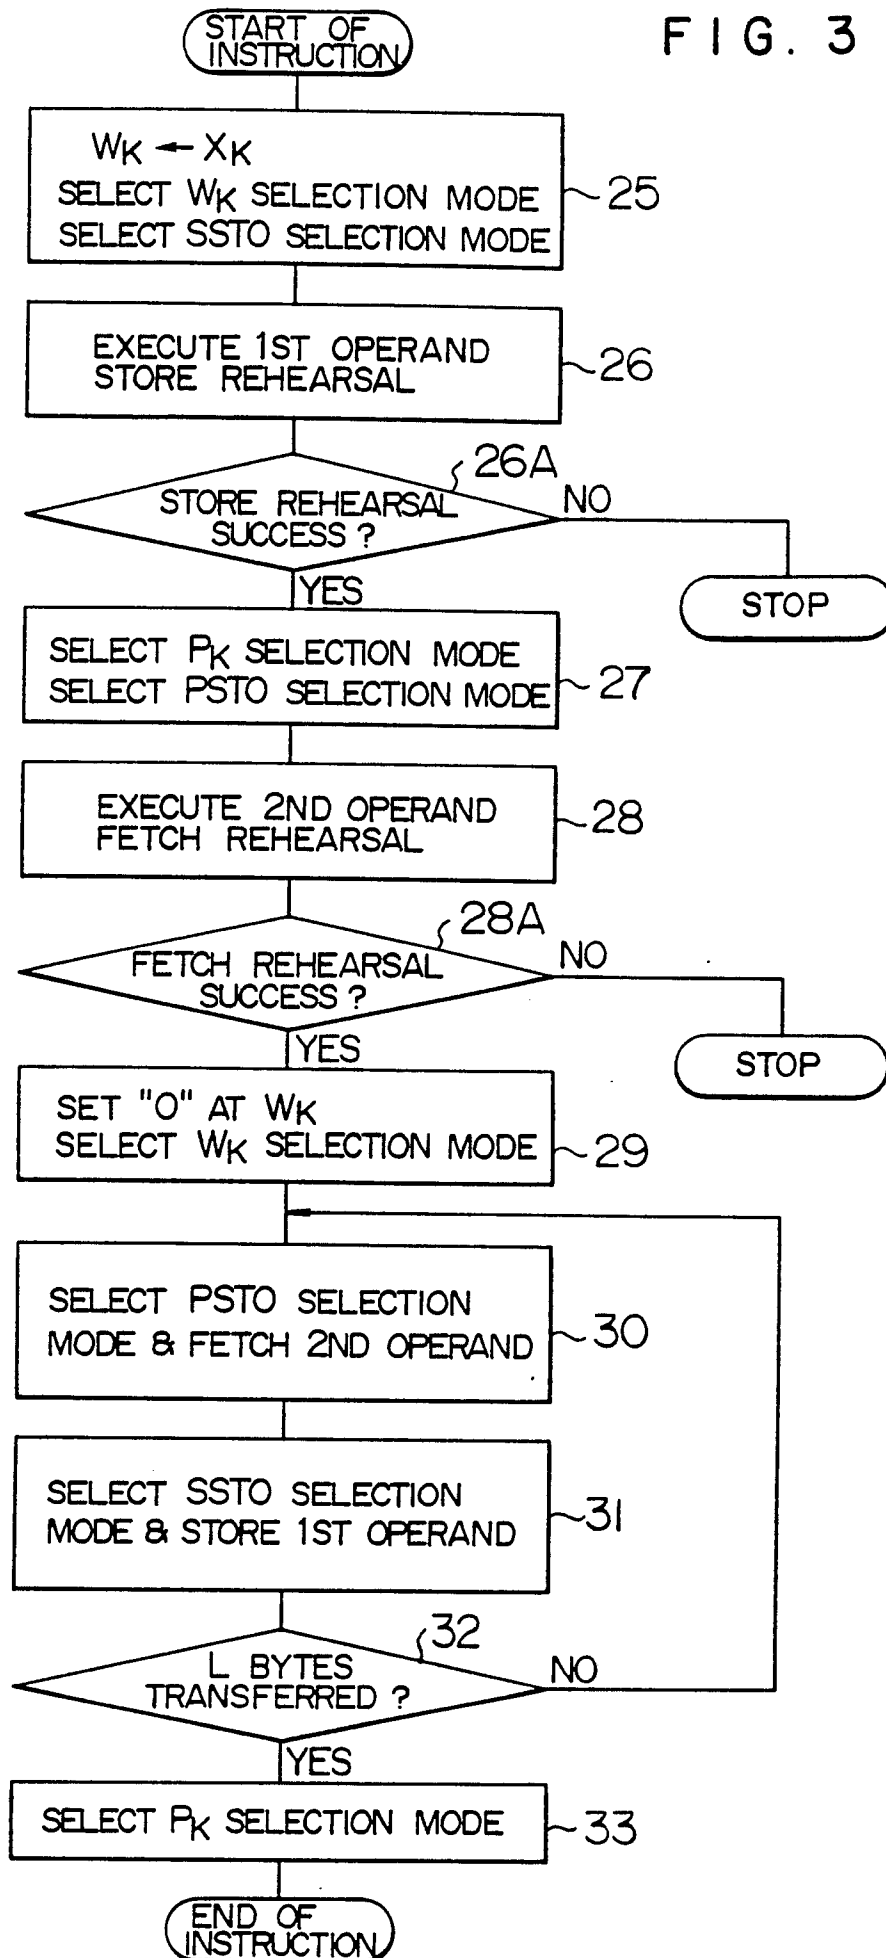 START OF
INSTRUCTION
FIG. 3
WK ← XK
SELECT WK SELECTION MODE
SELECT SSTO SELECTION MODE
25
EXECUTE 1ST OPERAND
STORE REHEARSAL
26
26A
STORE REHEARSAL
SUCCESS ?
NO
YES
STOP
SELECT PK SELECTION MODE
SELECT PSTO SELECTION MODE
27
EXECUTE 2ND OPERAND
FETCH REHEARSAL
28
28A
FETCH REHEARSAL
SUCCESS ?
NO
YES
STOP
SET "0" AT WK
SELECT WK SELECTION MODE
29
SELECT PSTO SELECTION
MODE & FETCH 2ND OPERAND
30
SELECT SSTO SELECTION
MODE & STORE 1ST OPERAND
31
32
L BYTES
TRANSFERRED ?
NO
YES
SELECT PK SELECTION MODE
33
END OF
INSTRUCTION